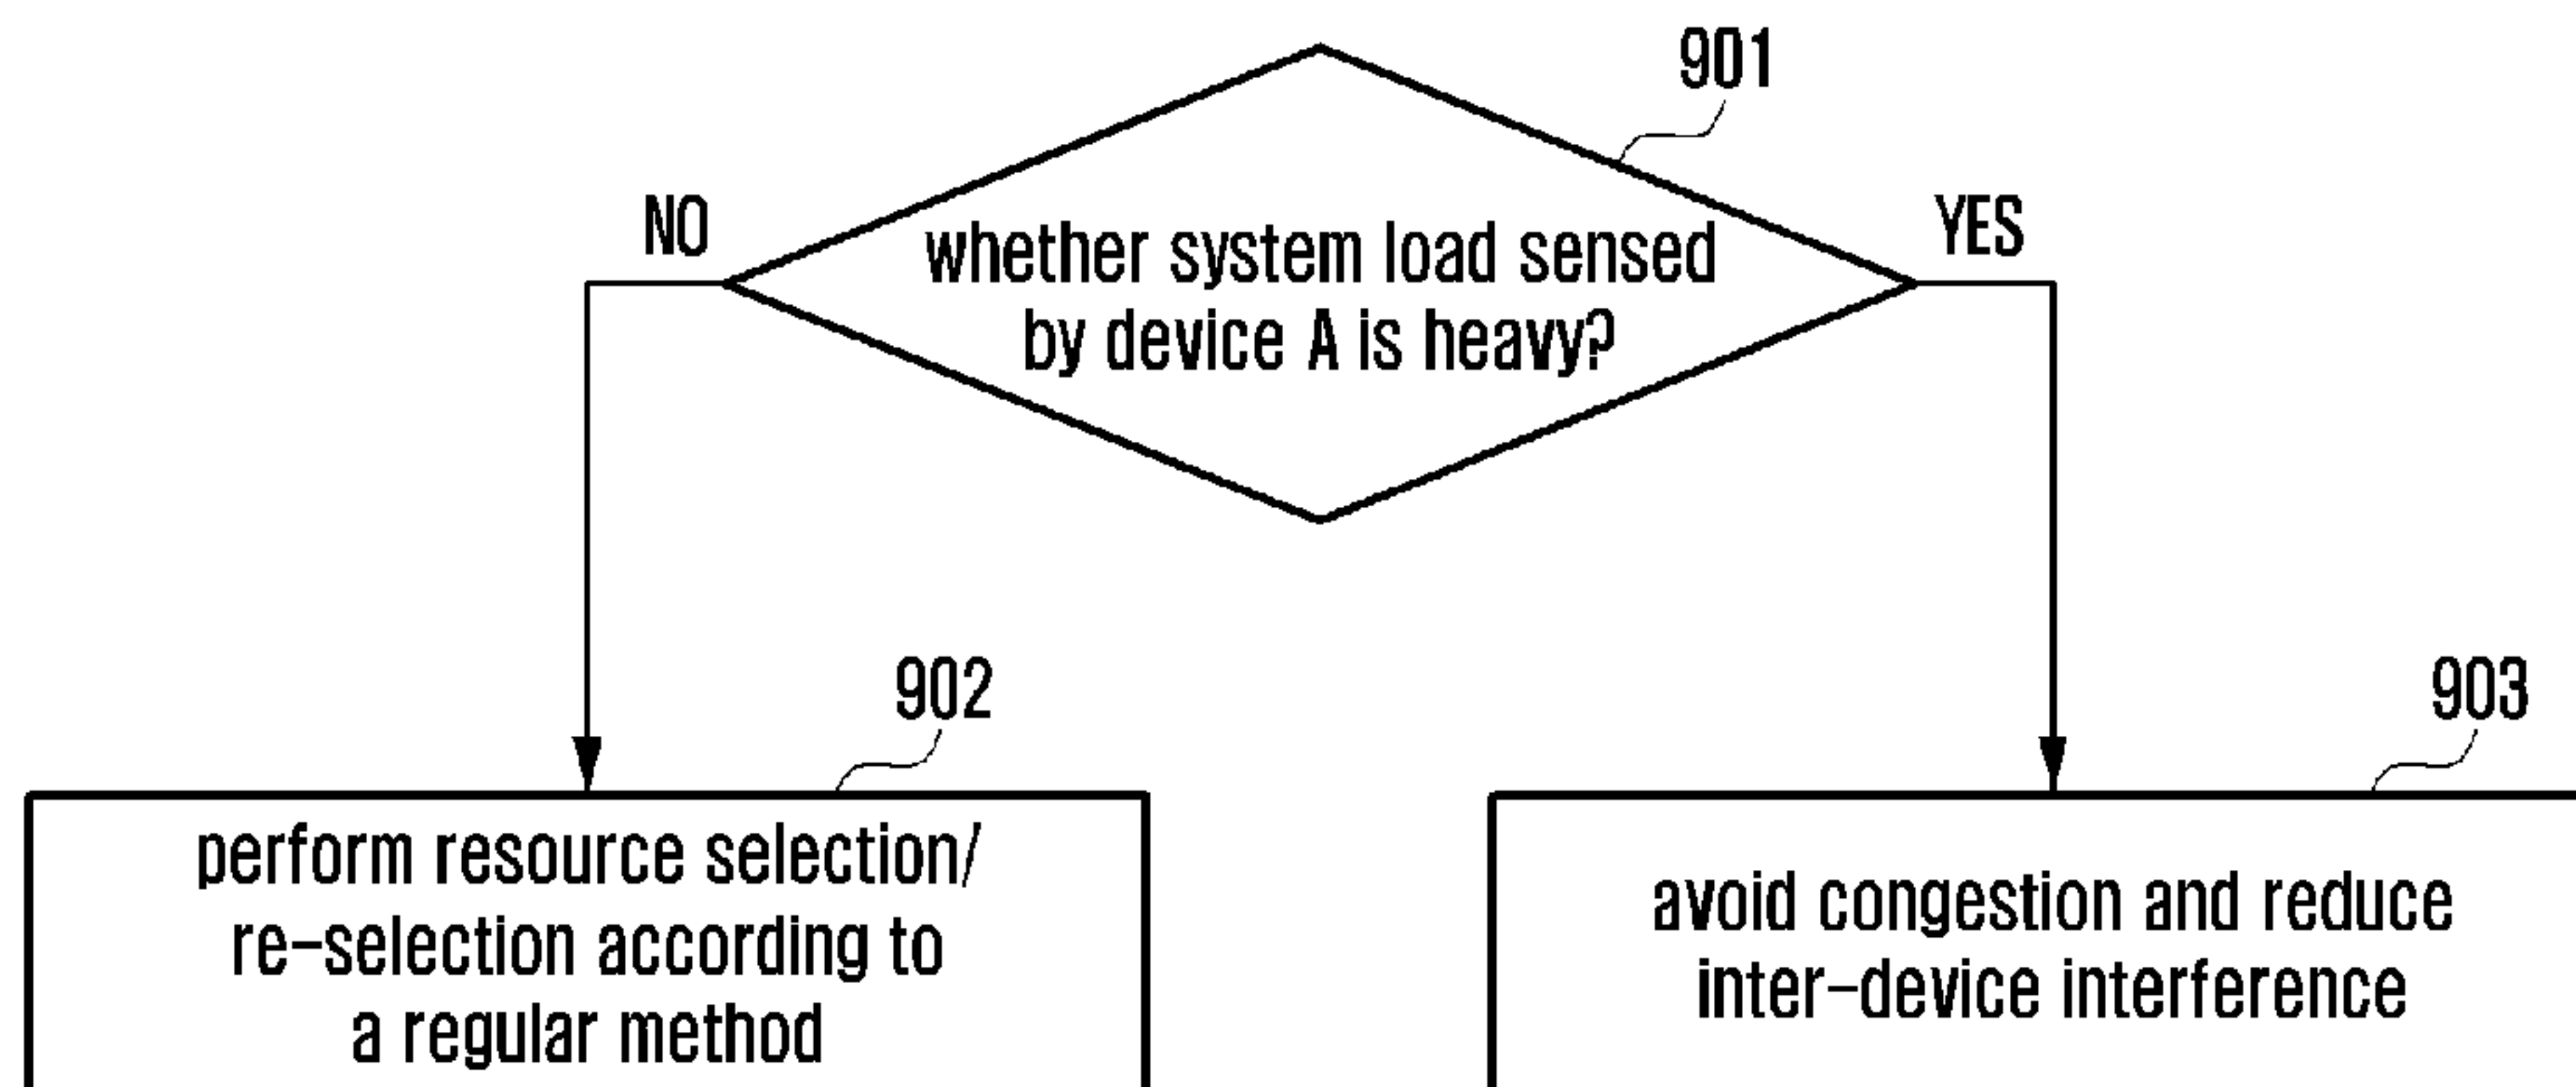 901
NO
YES
whether system load sensed
by device A is heavy?
902
903
perform resource selection/
re-selection according to
a regular method
avoid congestion and reduce
inter-device interference